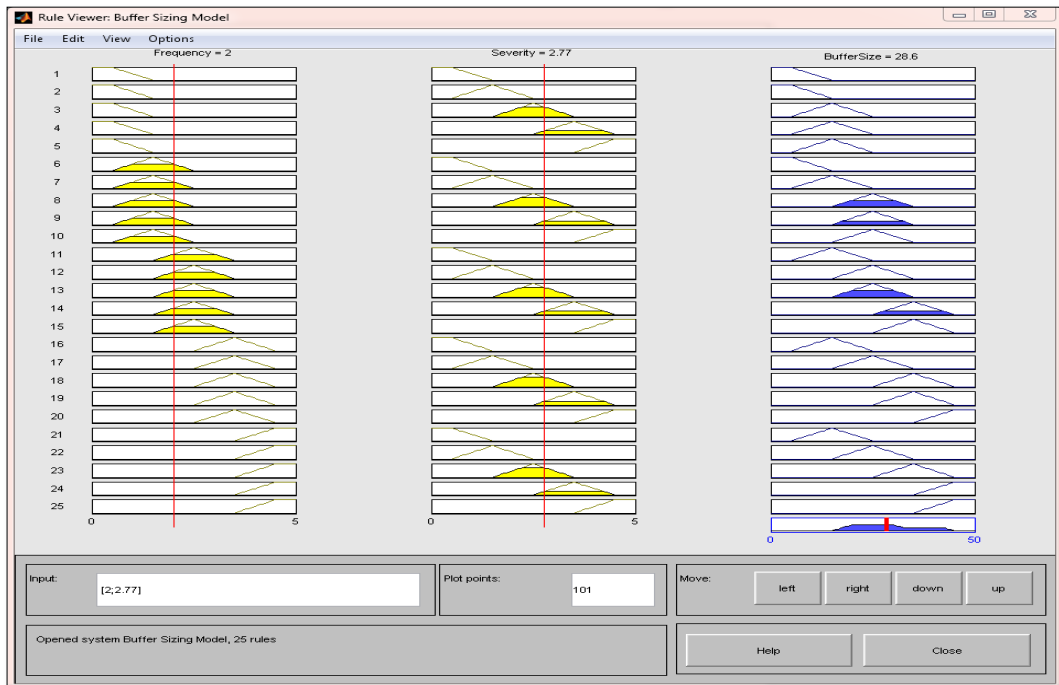 Rule Viewer: Buffer Sizing Model
File Edit View Options
Frequency = 2
Severity = 2.77
BufferSize = 28.6
1
2
3
4
5
6
7
8
9
10
11
12
13
14
15
16
17
18
19
20
21
22
23
24
25
0 5
0 5
0 50
Input:
[2;2.77]
Plot points:
101
Move:
left
right
down
up
Opened system Buffer Sizing Model, 25 rules
Help
Close